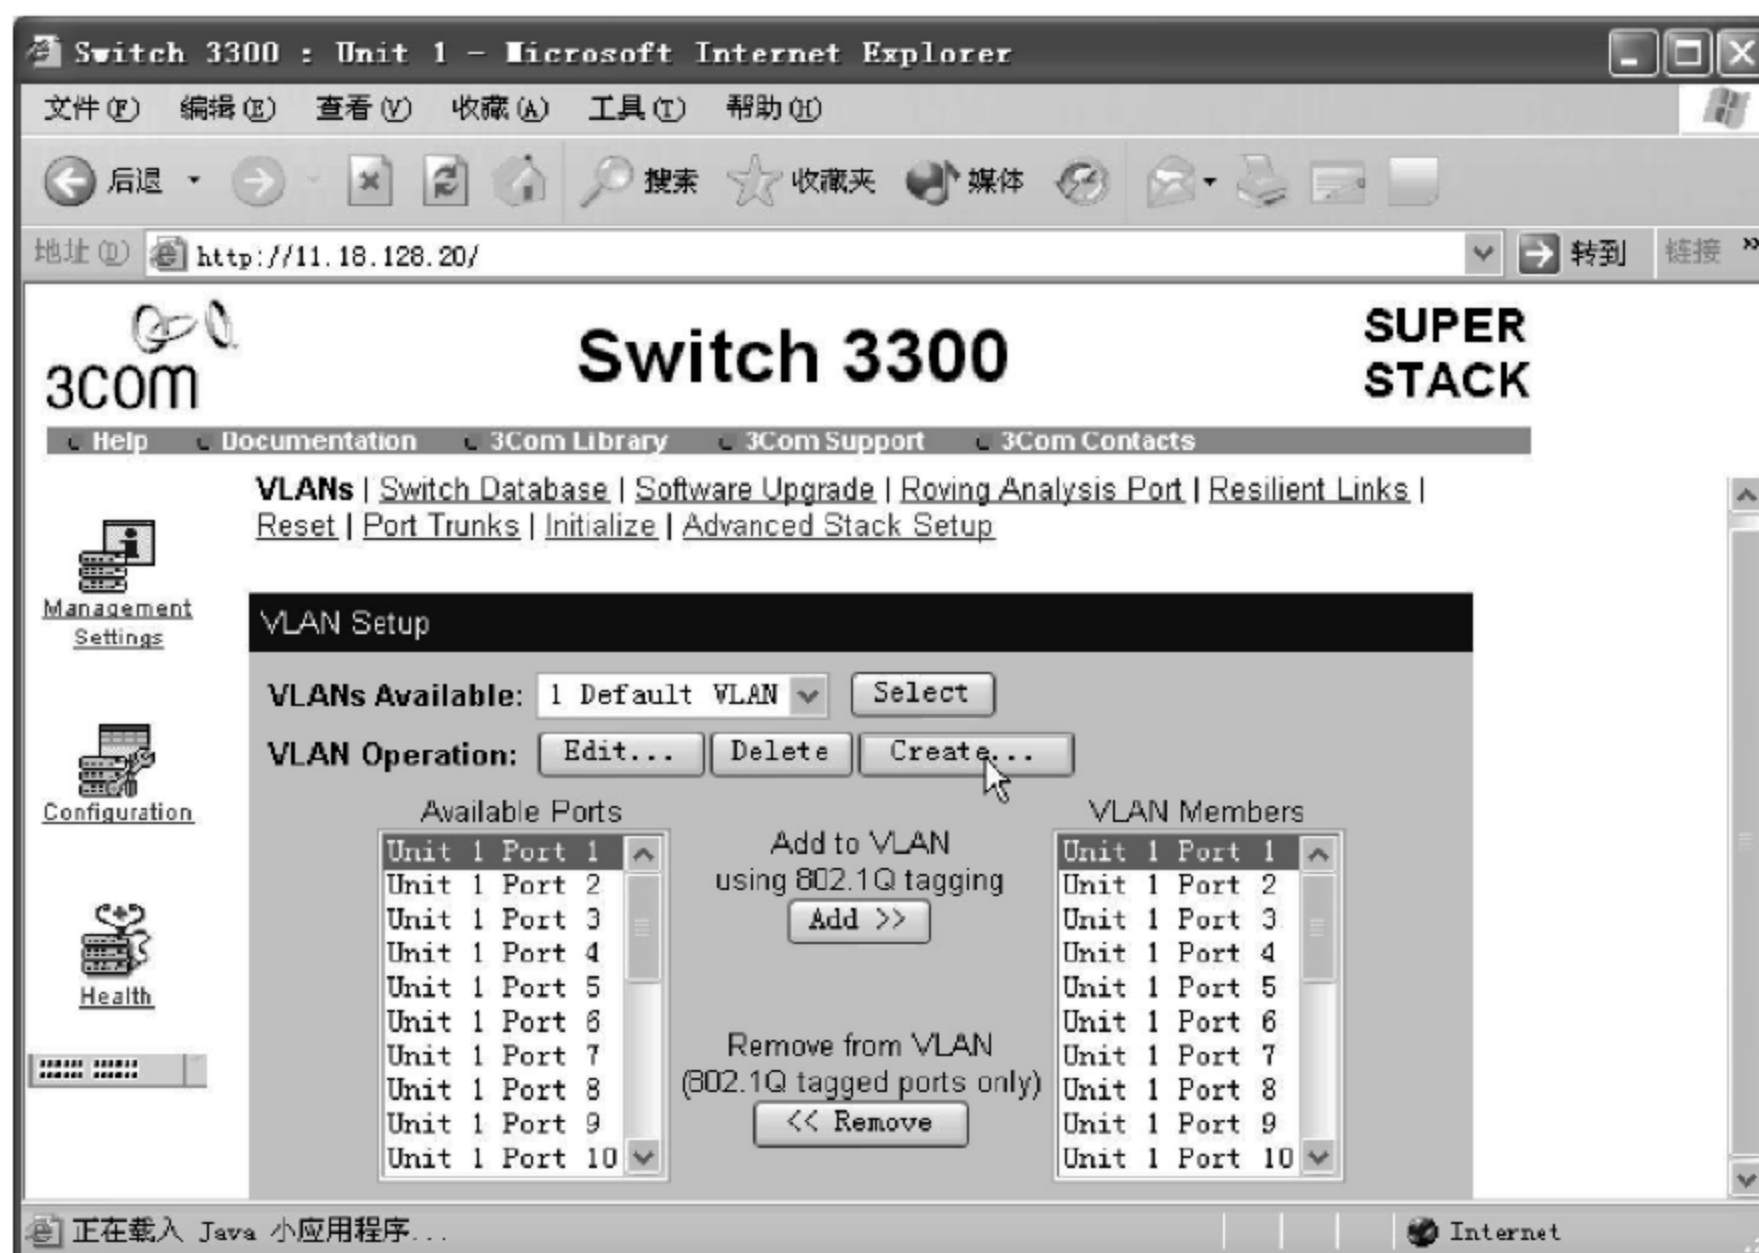 Switch 3300 : Unit 1 - Microsoft Internet Explorer
文件(F) 编辑(E) 查看(V) 收藏(A) 工具(T) 帮助(H)
后退 搜索 收藏夹 媒体
地址(D) http://11.18.128.20/ 转到 链接 »
3COM Switch 3300 SUPER
STACK
Help Documentation 3Com Library 3Com Support 3Com Contacts
VLANs | Switch Database | Software Upgrade | Roving Analysis Port | Resilient Links |
Reset | Port Trunks | Initialize | Advanced Stack Setup
Management
Settings
Configuration
Health
VLAN Setup
VLANs Available: 1 Default VLAN Select
VLAN Operation: Edit... Delete Create...
Available Ports
Unit 1 Port 1
Unit 1 Port 2
Unit 1 Port 3
Unit 1 Port 4
Unit 1 Port 5
Unit 1 Port 6
Unit 1 Port 7
Unit 1 Port 8
Unit 1 Port 9
Unit 1 Port 10
Add to VLAN
using 802.1Q tagging
Add >>
Remove from VLAN
(802.1Q tagged ports only)
<< Remove
VLAN Members
Unit 1 Port 1
Unit 1 Port 2
Unit 1 Port 3
Unit 1 Port 4
Unit 1 Port 5
Unit 1 Port 6
Unit 1 Port 7
Unit 1 Port 8
Unit 1 Port 9
Unit 1 Port 10
正在载入 Java 小应用程序... Internet